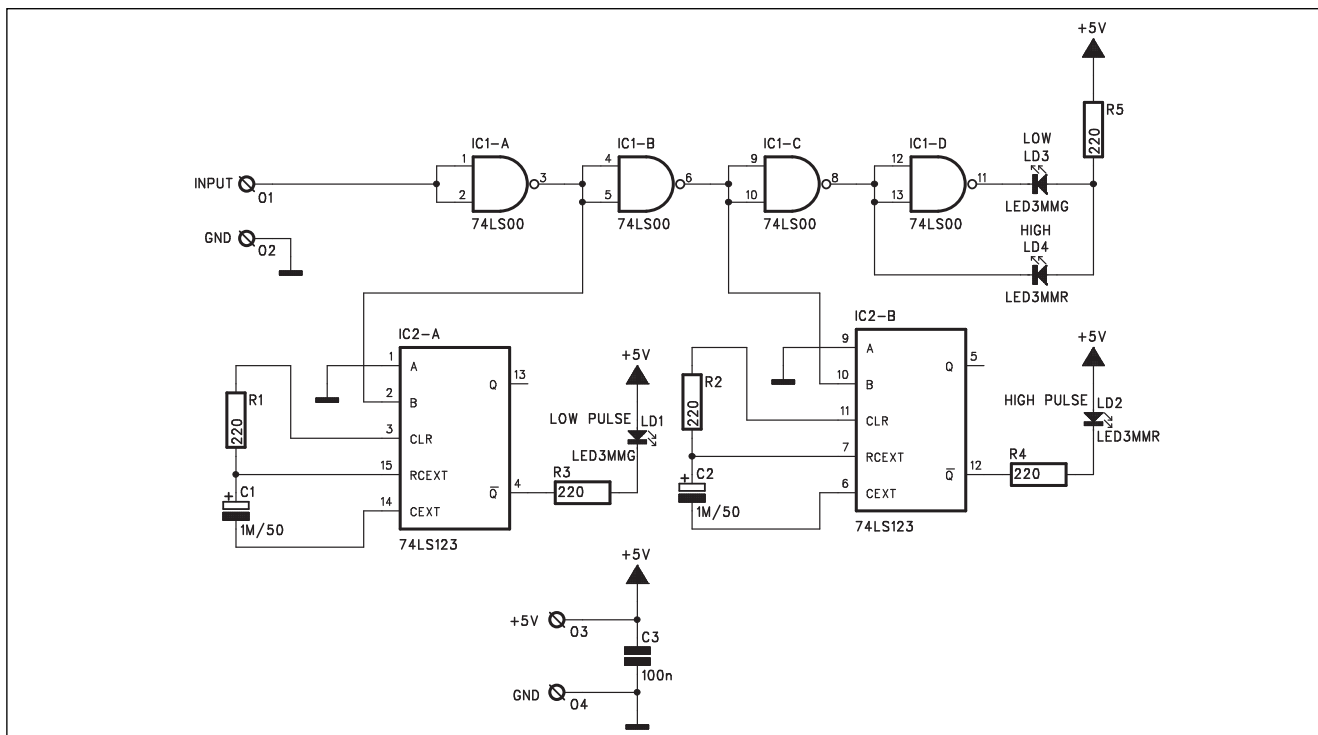 +5V
R5
220
IC1-A
IC1-B
IC1-C
IC1-D
LOW
LD3
INPUT
O1
1
2
3
4
5
6
9
10
8
12
13
11
74LS00
74LS00
74LS00
74LS00
LED3MMG
GND
O2
HIGH
LD4
LED3MMR
IC2-A
IC2-B
R1
220
1
A
2
B
3
CLR
15
RCEXT
14
CEXT
Q
13
Q
4
C1
+
1M/50
74LS123
+5V
LOW PULSE
LD1
LED3MMG
R3
220
R2
220
9
A
10
B
11
CLR
7
RCEXT
6
CEXT
Q
5
Q
12
C2
+
1M/50
74LS123
+5V
HIGH PULSE
LD2
LED3MMR
R4
220
+5V
+5V
O3
C3
100n
GND
O4